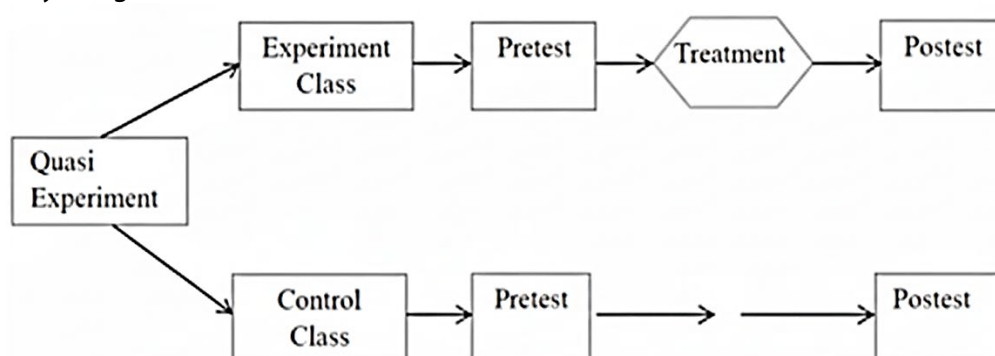 Experiment
Class
Pretest
Treatment
Postest
Quasi
Experiment
Control
Class
Pretest
Postest